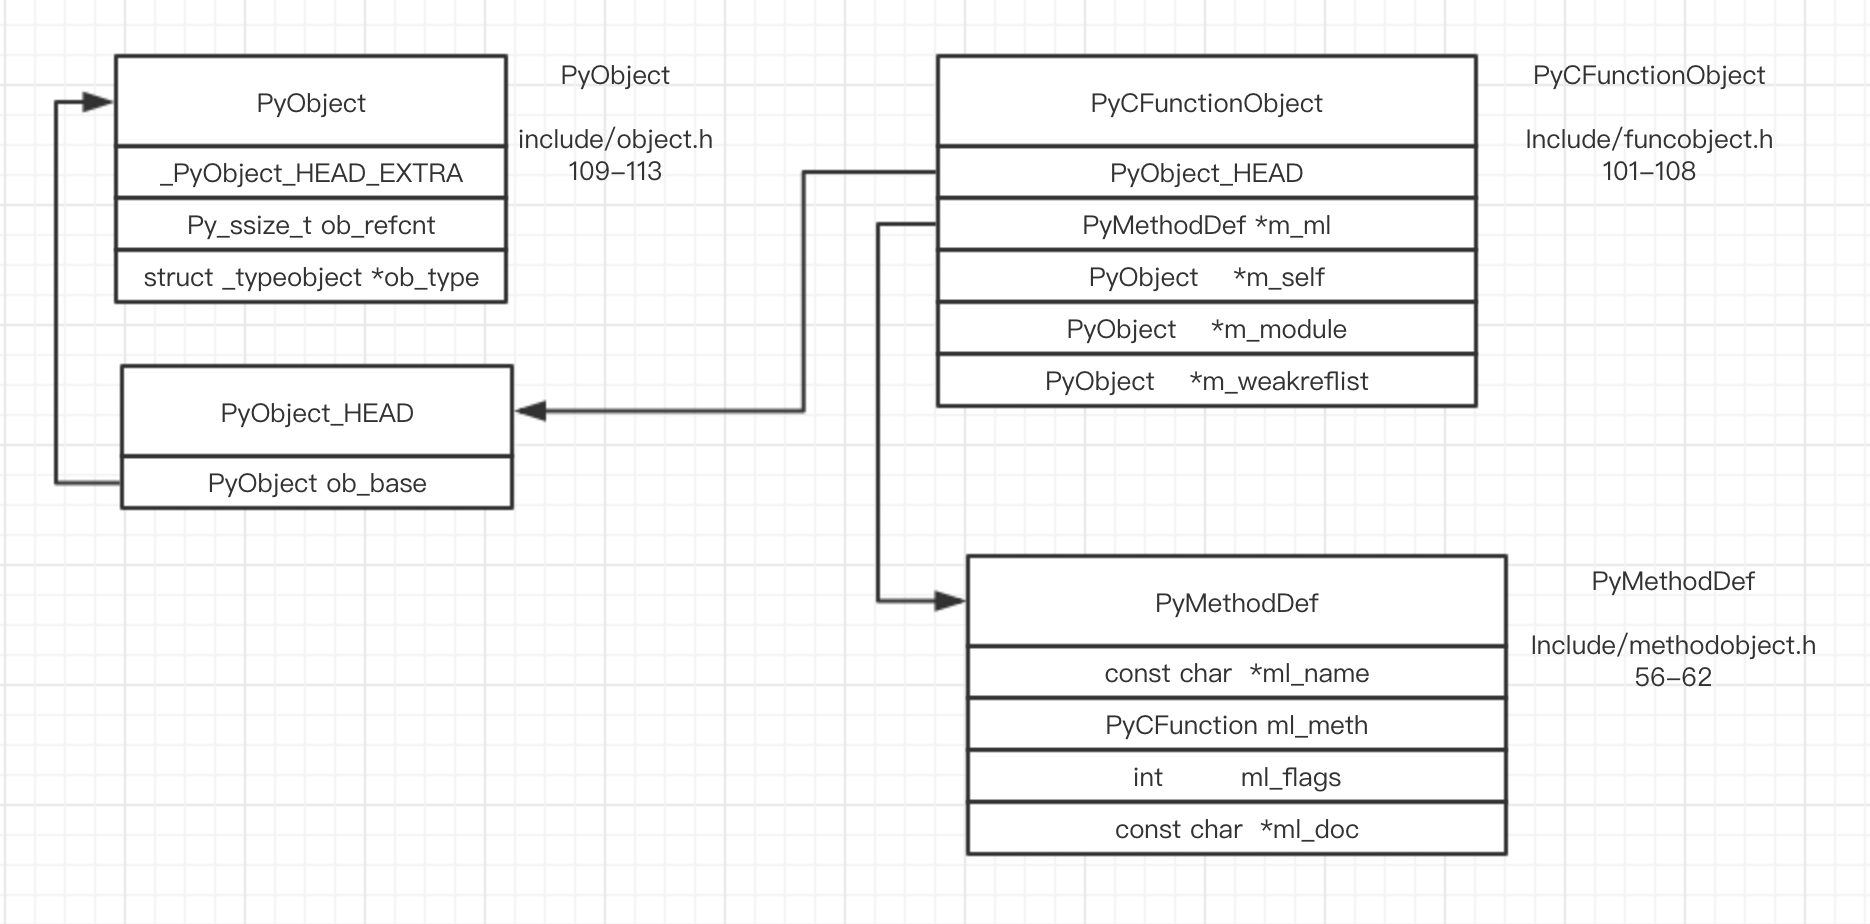 PyObject
_PyObject_HEAD_EXTRA
Py_ssize_t ob_refcnt
struct _typeobject *ob_type
PyObject
include/object.h
109-113
PyObject_HEAD
PyObject ob_base
PyCFunctionObject
PyObject_HEAD
PyMethodDef *m_ml
PyObject *m_self
PyObject *m_module
PyObject *m_weakreflist
PyCFunctionObject
Include/funcobject.h
101-108
PyMethodDef
const char *ml_name
PyCFunction ml_meth
int ml_flags
const char *ml_doc
PyMethodDef
Include/methodobject.h
56-62